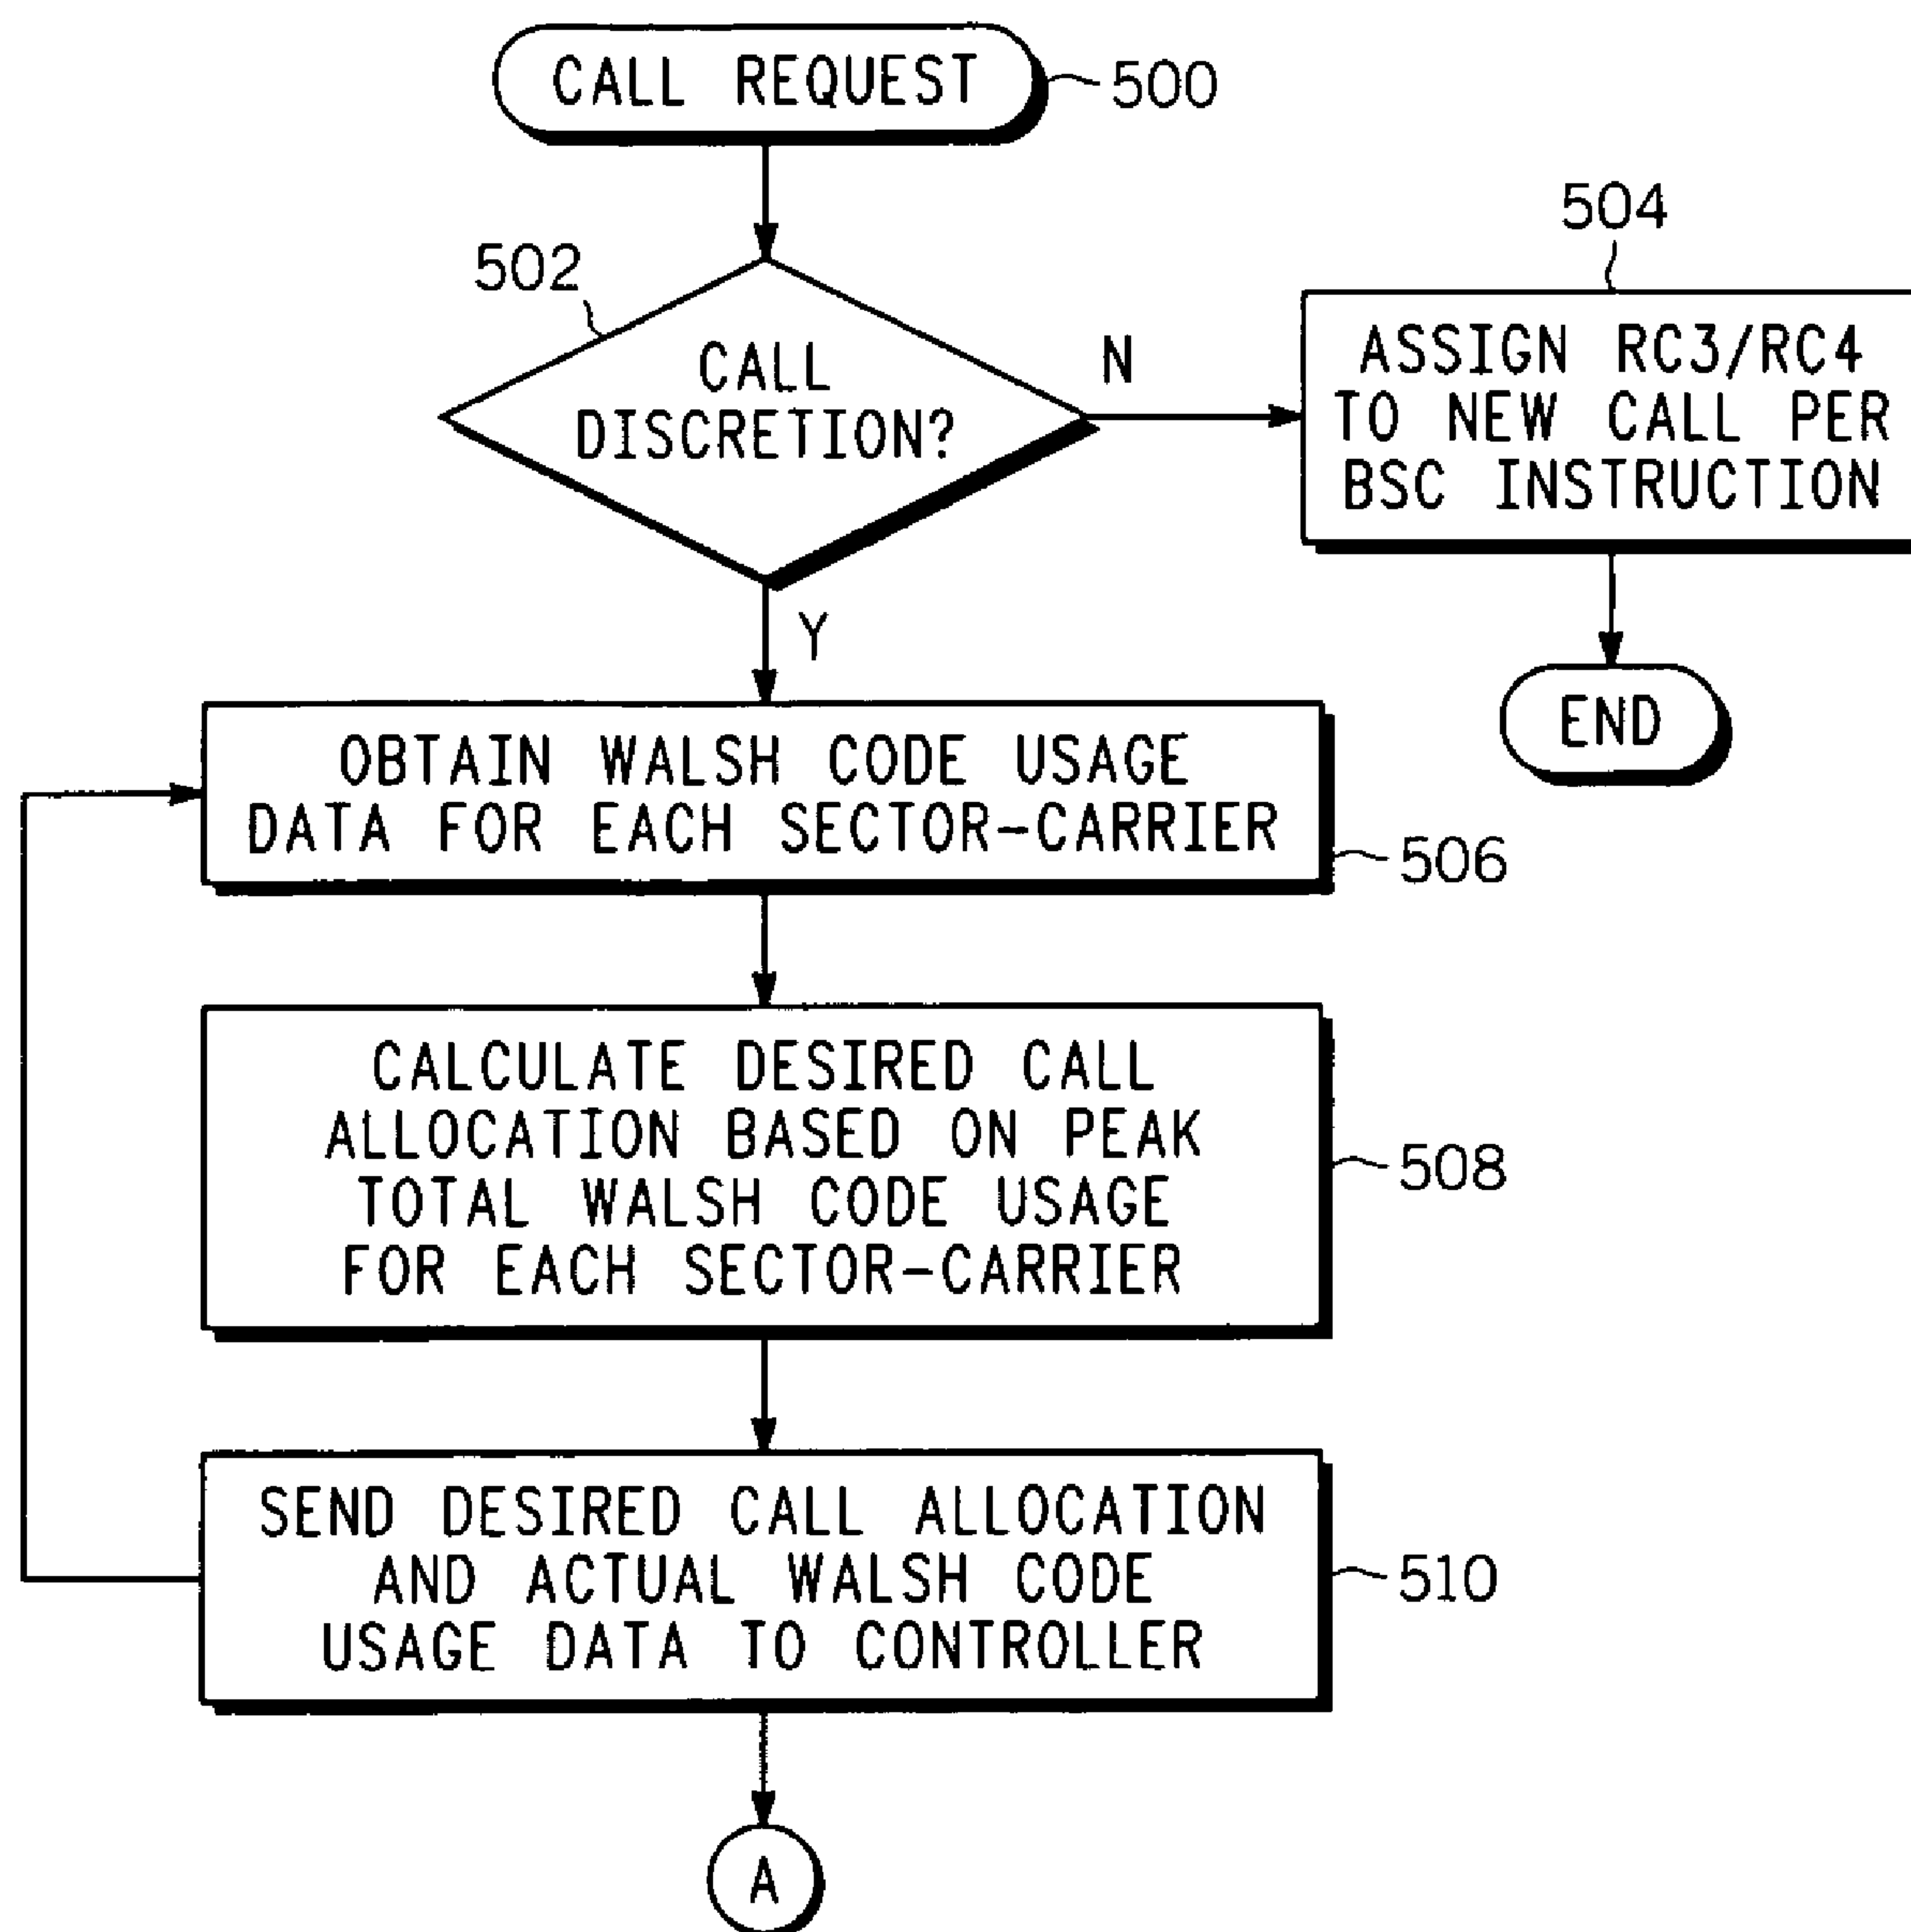 CALL REQUEST
500
502
CALL
DISCRETION?
N
Y
504
ASSIGN RC3/RC4
TO NEW CALL PER
BSC INSTRUCTION
END
OBTAIN WALSH CODE USAGE
DATA FOR EACH SECTOR-CARRIER
506
CALCULATE DESIRED CALL
ALLOCATION BASED ON PEAK
TOTAL WALSH CODE USAGE
FOR EACH SECTOR-CARRIER
508
SEND DESIRED CALL ALLOCATION
AND ACTUAL WALSH CODE
USAGE DATA TO CONTROLLER
510
A